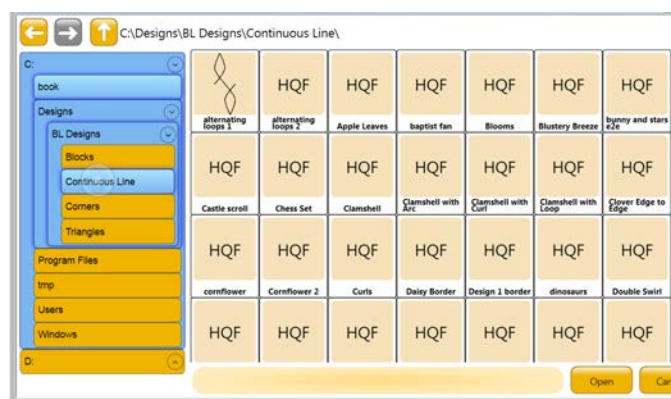 C:\Designs\BL Designs\Continuous Line\
C:
book
Designs
BL Designs
Blocks
Continuous Line
Corners
Triangles
Program Files
tmp
Users
Windows
D:
HQF HQF HQF HQF HQF HQF
alternating loops 1
alternating loops 2
Apple Leaves
baptist fan
Blooms
Blustery Breeze
bunny and stars e2e
HQF HQF HQF HQF HQF HQF HQF
Castle scroll
Chess Set
Clamshell
Clamshell with Arc
Clamshell with Curl
Clamshell with Loop
Clover Edge to Edge
HQF HQF HQF HQF HQF HQF HQF
cornflower
Cornflower 2
Curls
Daisy Border
Design 1 border
dinosaurs
Double Swirl
HQF HQF HQF HQF HQF HQF HQF
Open
Can